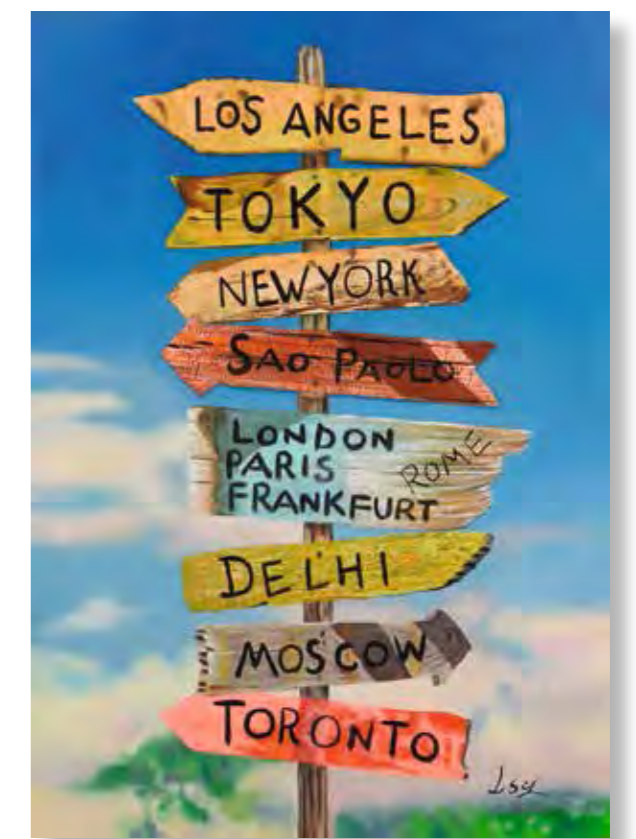 LOS ANGELES
TOKYO
NEWYORK
SAO PAOLO
LONDON
PARIS
ROME
FRANKFURT
DELHI
MOSCOW
TORONTO